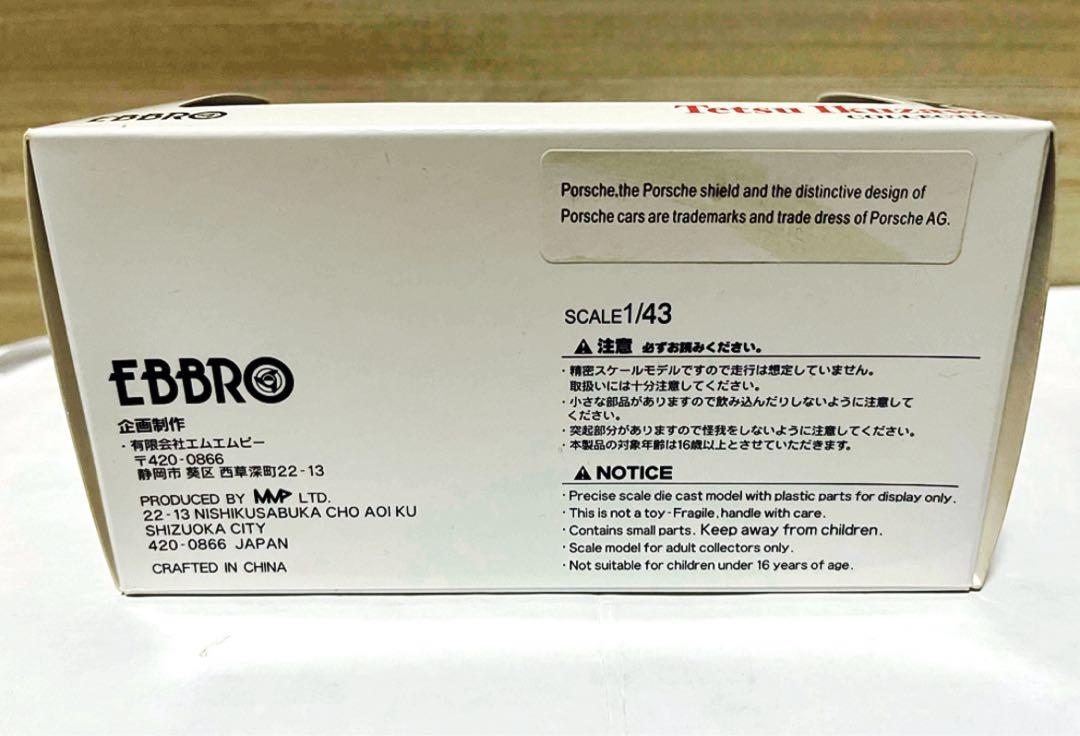 EBBRO
Tetsu Ikuzawa
COLLECTION
Porsche,the Porsche shield and the distinctive design of
Porsche cars are trademarks and trade dress of Porsche AG.
SCALE1/43
注意 必ずお読みください。
・精密スケールモデルですので走行は想定していません。
取扱いには十分注意してください。
・小さな部品がありますので飲み込んだりしないように注意して
ください。
・突起部分がありますので怪我をしないように注意してください。
・本製品の対象年齢は16歳以上とさせていただきます。
NOTICE
・Precise scale die cast model with plastic parts for display only.
・This is not a toy-Fragile,handle with care.
・Contains small parts. Keep away from children.
・Scale model for adult collectors only.
・Not suitable for children under 16 years of age.
EBBRO
企画制作
・有限会社エムエムピー
〒420-0866
静岡市 葵区 西草深町22-13
PRODUCED BY MMP LTD.
22-13 NISHIKUSABUKA CHO AOI KU
SHIZUOKA CITY
420-0866 JAPAN
CRAFTED IN CHINA